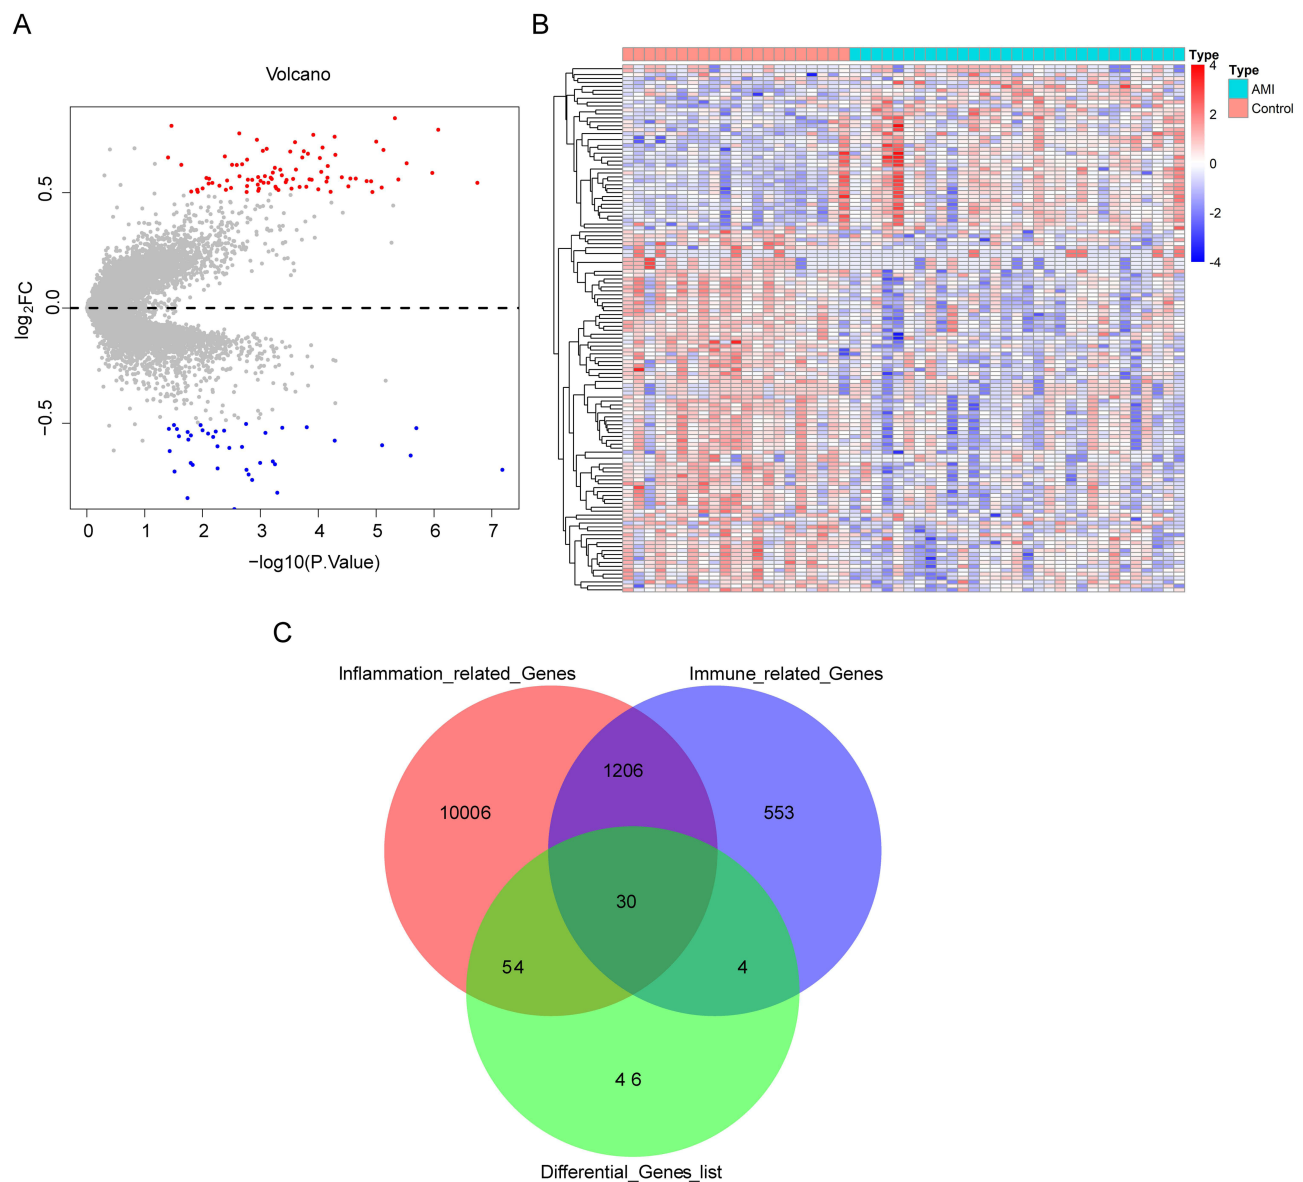 A
Volcano
log2FC
0.5
0.0
−0.5
0 1 2 3 4 5 6 7
−log10(P.Value)
B
Type
4
2
0
−2
−4
Type
AMI
Control
C
Inflammation_related_Genes
Immune_related_Genes
1206
10006
553
30
54
4
4 6
Differential_Genes_list